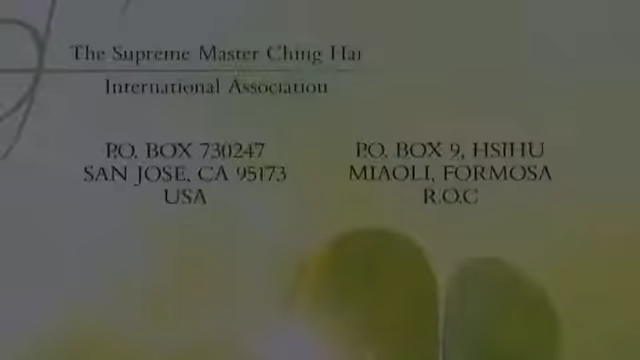 The Supreme Master Ching Hai
International Association
P.O. BOX 730247
SAN JOSE, CA 95173
USA
P.O. BOX 9, HSIHU
MIAOLI, FORMOSA
R.O.C